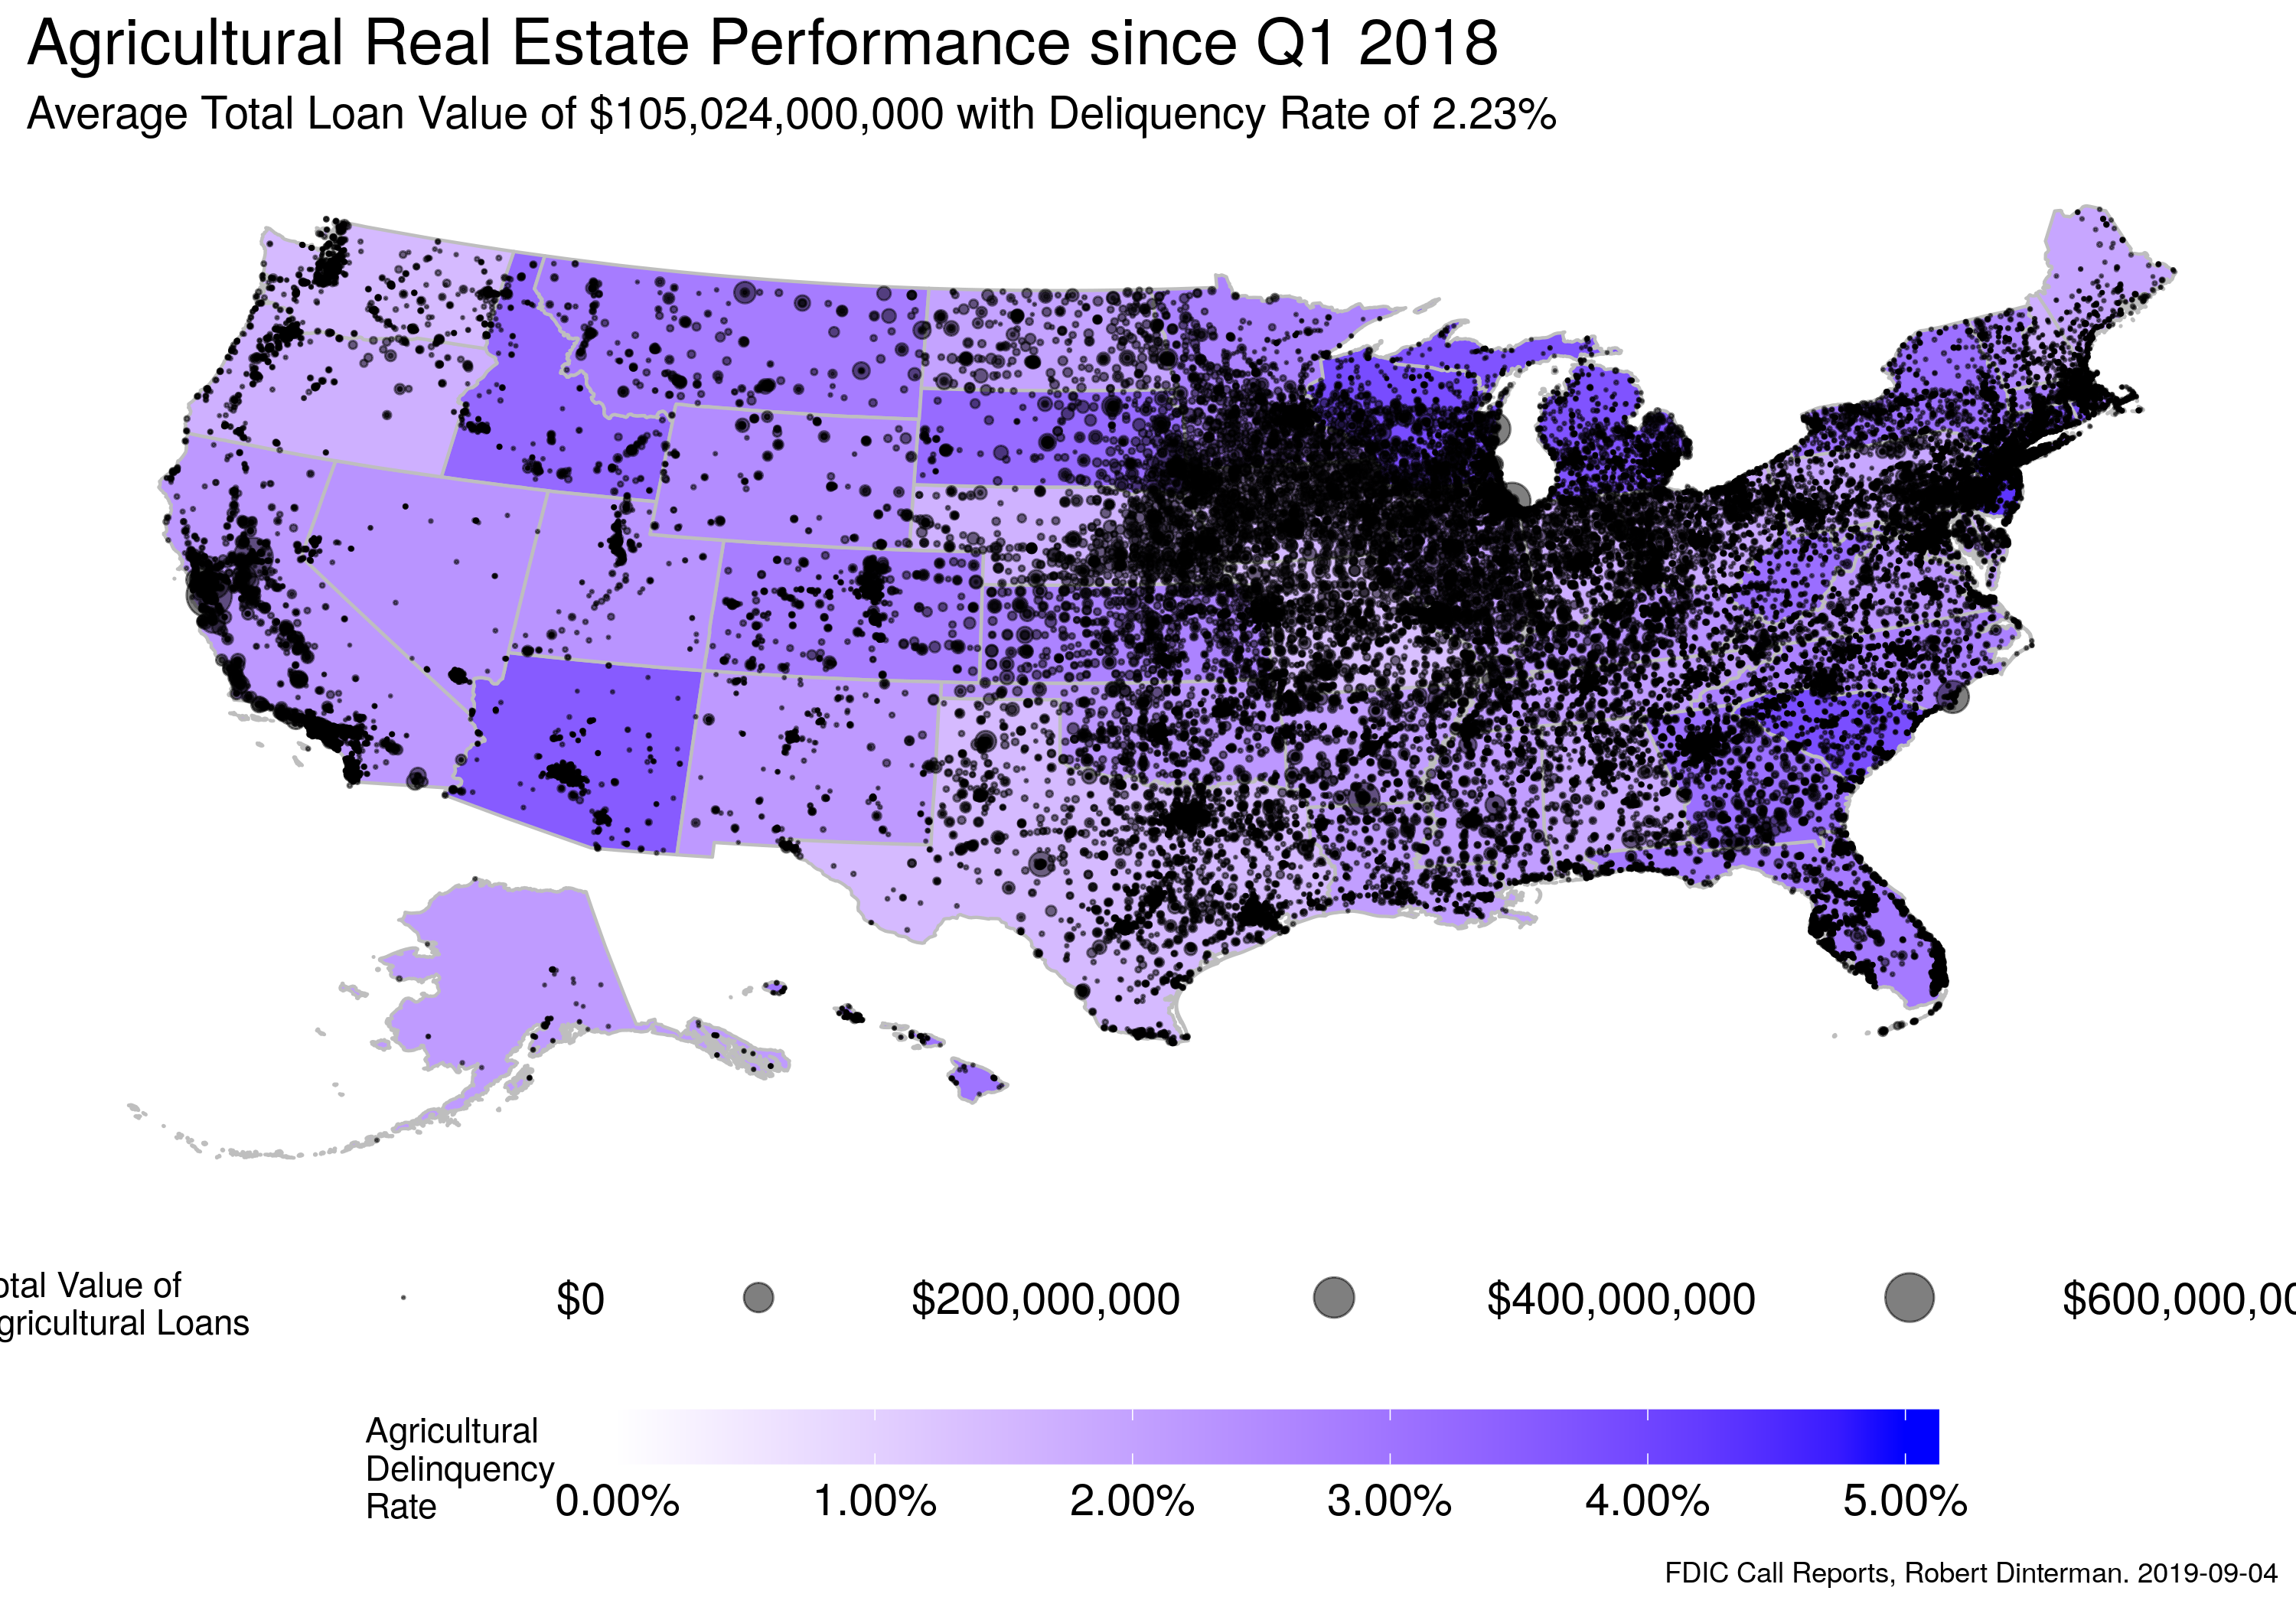 Agricultural Real Estate Performance since Q1 2018
Average Total Loan Value of $105,024,000,000 with Deliquency Rate of 2.23%
otal Value of
gricultural Loans
$0 $200,000,000 $400,000,000 $600,000,00
Agricultural
Delinquency
Rate
0.00% 1.00% 2.00% 3.00% 4.00% 5.00%
FDIC Call Reports, Robert Dinterman. 2019-09-04